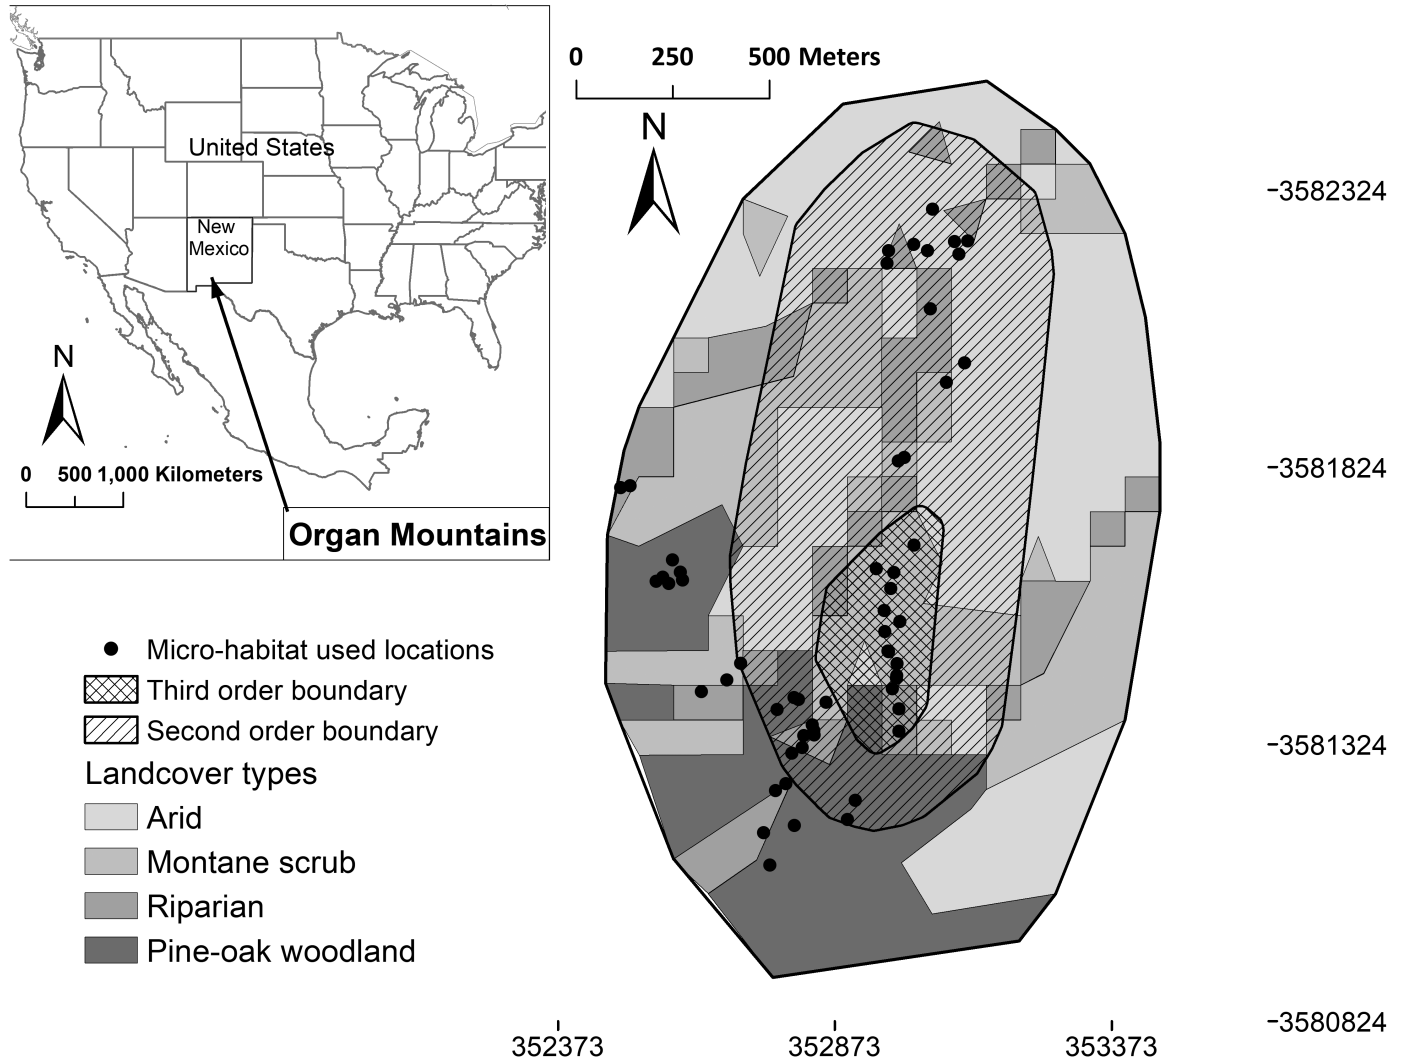 United States
New
Mexico
N
0 500 1,000 Kilometers
Organ Mountains
0 250 500 Meters
N
Micro-habitat used locations
Third order boundary
Second order boundary
Landcover types
Arid
Montane scrub
Riparian
Pine-oak woodland
3582324
3581824
3581324
3580824
352373 352873 353373